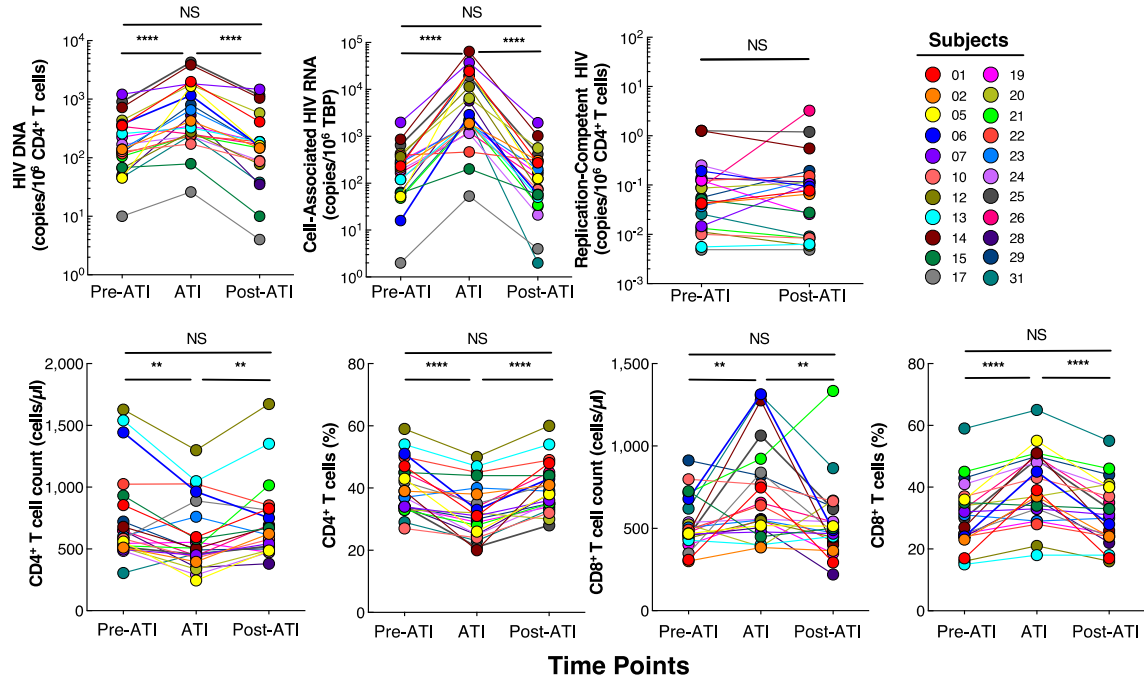 NS
**** ****
HIV DNA
(copies/10⁶ CD4⁺ T cells)
10⁴
10³
10²
10¹
10⁰
Pre-ATI ATI Post-ATI
NS
**** ****
Cell-Associated HIV RNA
(copies/10⁶ TBP)
10⁵
10⁴
10³
10²
10¹
10⁰
Pre-ATI ATI Post-ATI
NS
Replication-Competent HIV
(copies/10⁶ CD4⁺ T cells)
10²
10¹
10⁰
10⁻¹
10⁻²
10⁻³
Pre-ATI Post-ATI
Subjects
01 19
02 20
05 21
06 22
07 23
10 24
12 25
13 26
14 28
15 29
17 31
NS
** **
CD4⁺ T cell count (cells/µl)
2,000
1,500
1,000
500
0
Pre-ATI ATI Post-ATI
NS
**** ****
CD4⁺ T cells (%)
80
60
40
20
0
Pre-ATI ATI Post-ATI
NS
** **
CD8⁺ T cell count (cells/µl)
1,500
1,000
500
0
Pre-ATI ATI Post-ATI
NS
**** ****
CD8⁺ T cells (%)
80
60
40
20
0
Pre-ATI ATI Post-ATI
Time Points